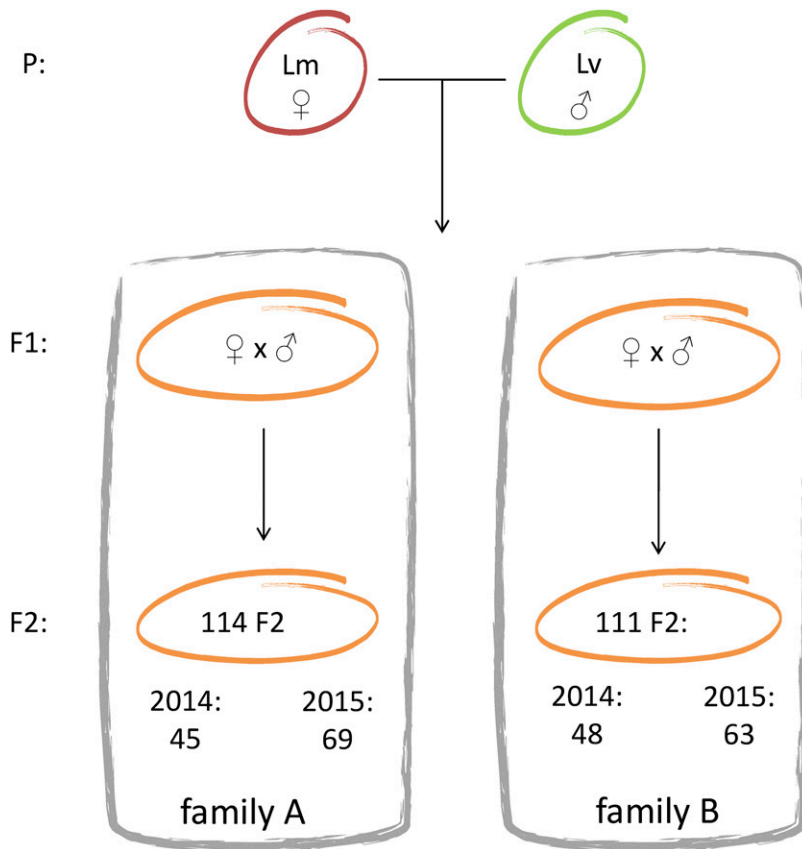 P: Lm Lv
♀ ♂
F1: ♀ x ♂ ♀ x ♂
F2: 114 F2 111 F2:
2014: 2015: 2014: 2015:
45 69 48 63
family A family B